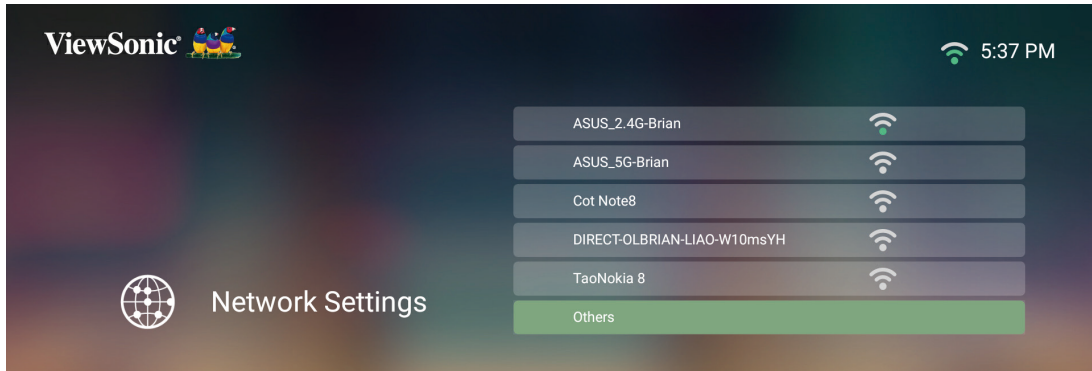 ViewSonic®
5:37 PM
ASUS_2.4G-Brian
ASUS_5G-Brian
Cot Note8
DIRECT-OLBRIAN-LIAO-W10msYH
TaoNokia 8
Others
Network Settings